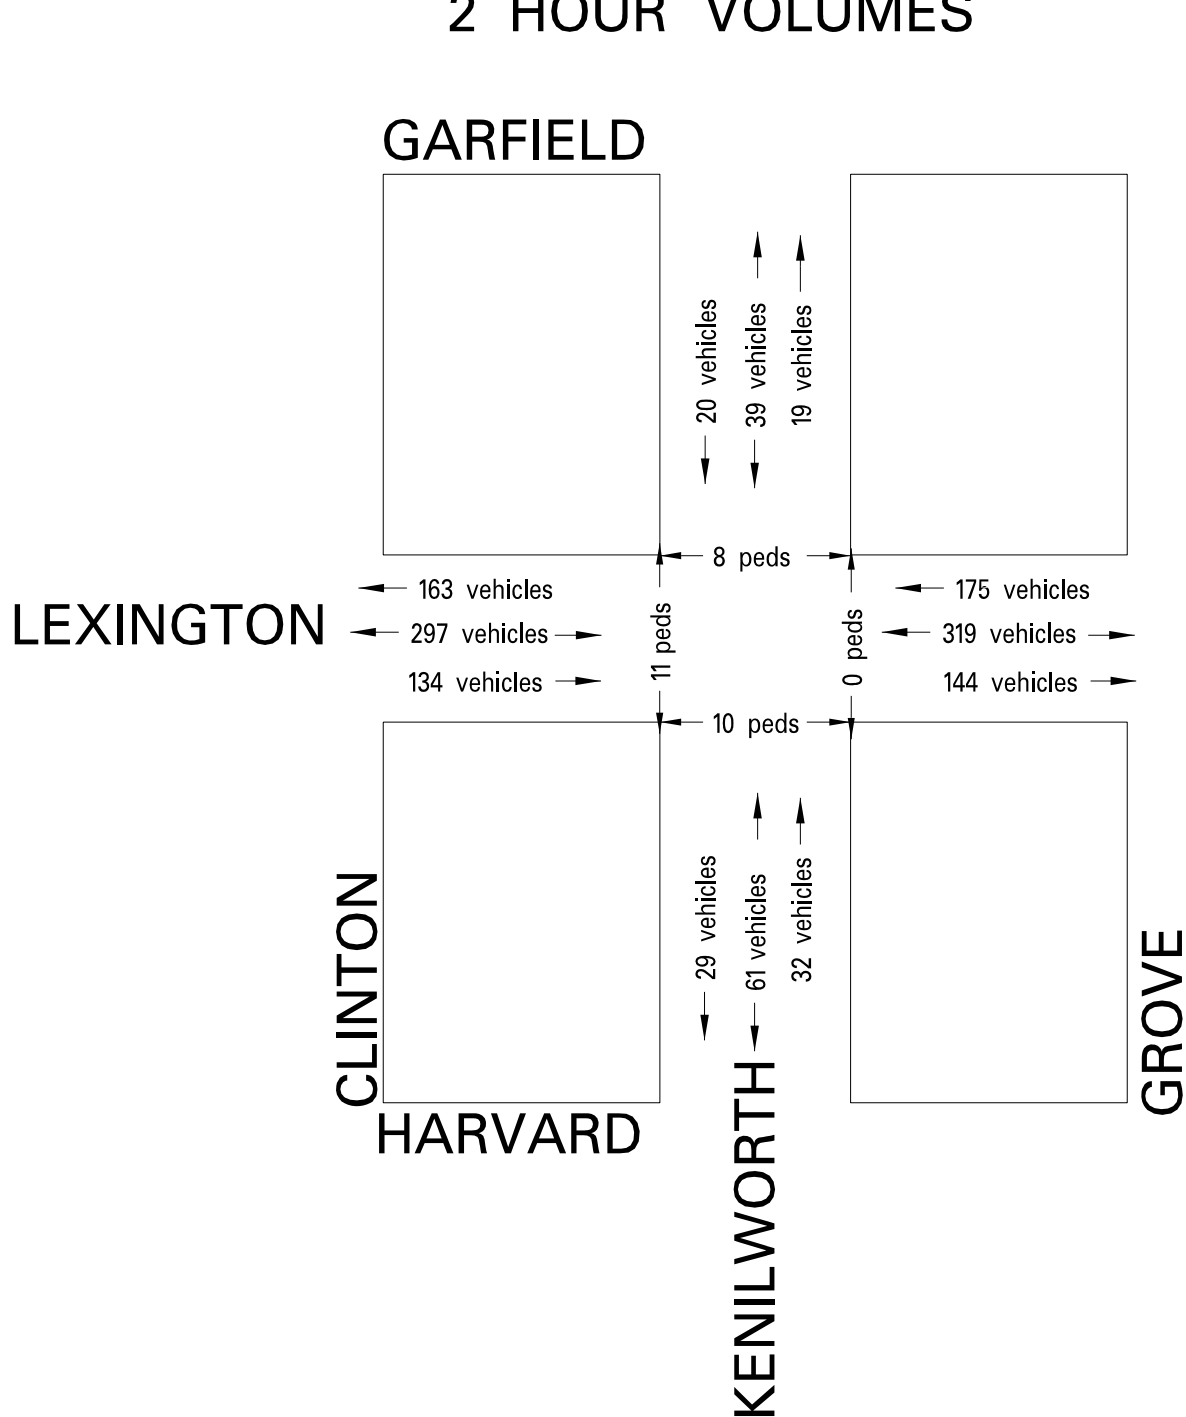 2 HOUR VOLUMES
GARFIELD
20 vehicles
39 vehicles
19 vehicles
8 peds
163 vehicles
175 vehicles
LEXINGTON
297 vehicles
11 peds
0 peds
319 vehicles
134 vehicles
144 vehicles
10 peds
29 vehicles
61 vehicles
32 vehicles
CLINTON
GROVE
HARVARD
KENILWORTH